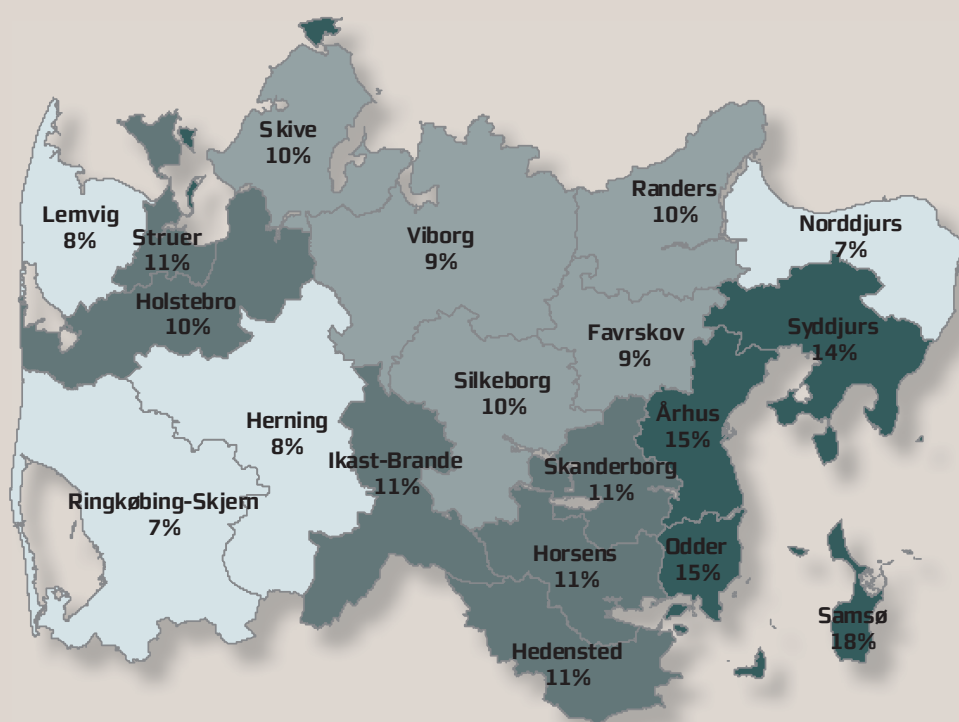 Skive
10%
Lemvig
8%
Struer
11%
Holstebro
10%
Viborg
9%
Randers
10%
Norddjurs
7%
Favrskov
9%
Syddjurs
14%
Silkeborg
10%
Herning
8%
Århus
15%
Ikast-Brande
11%
Skanderborg
11%
Ringkøbing-Skjern
7%
Horsens
11%
Odder
15%
Samsø
18%
Hedensted
11%